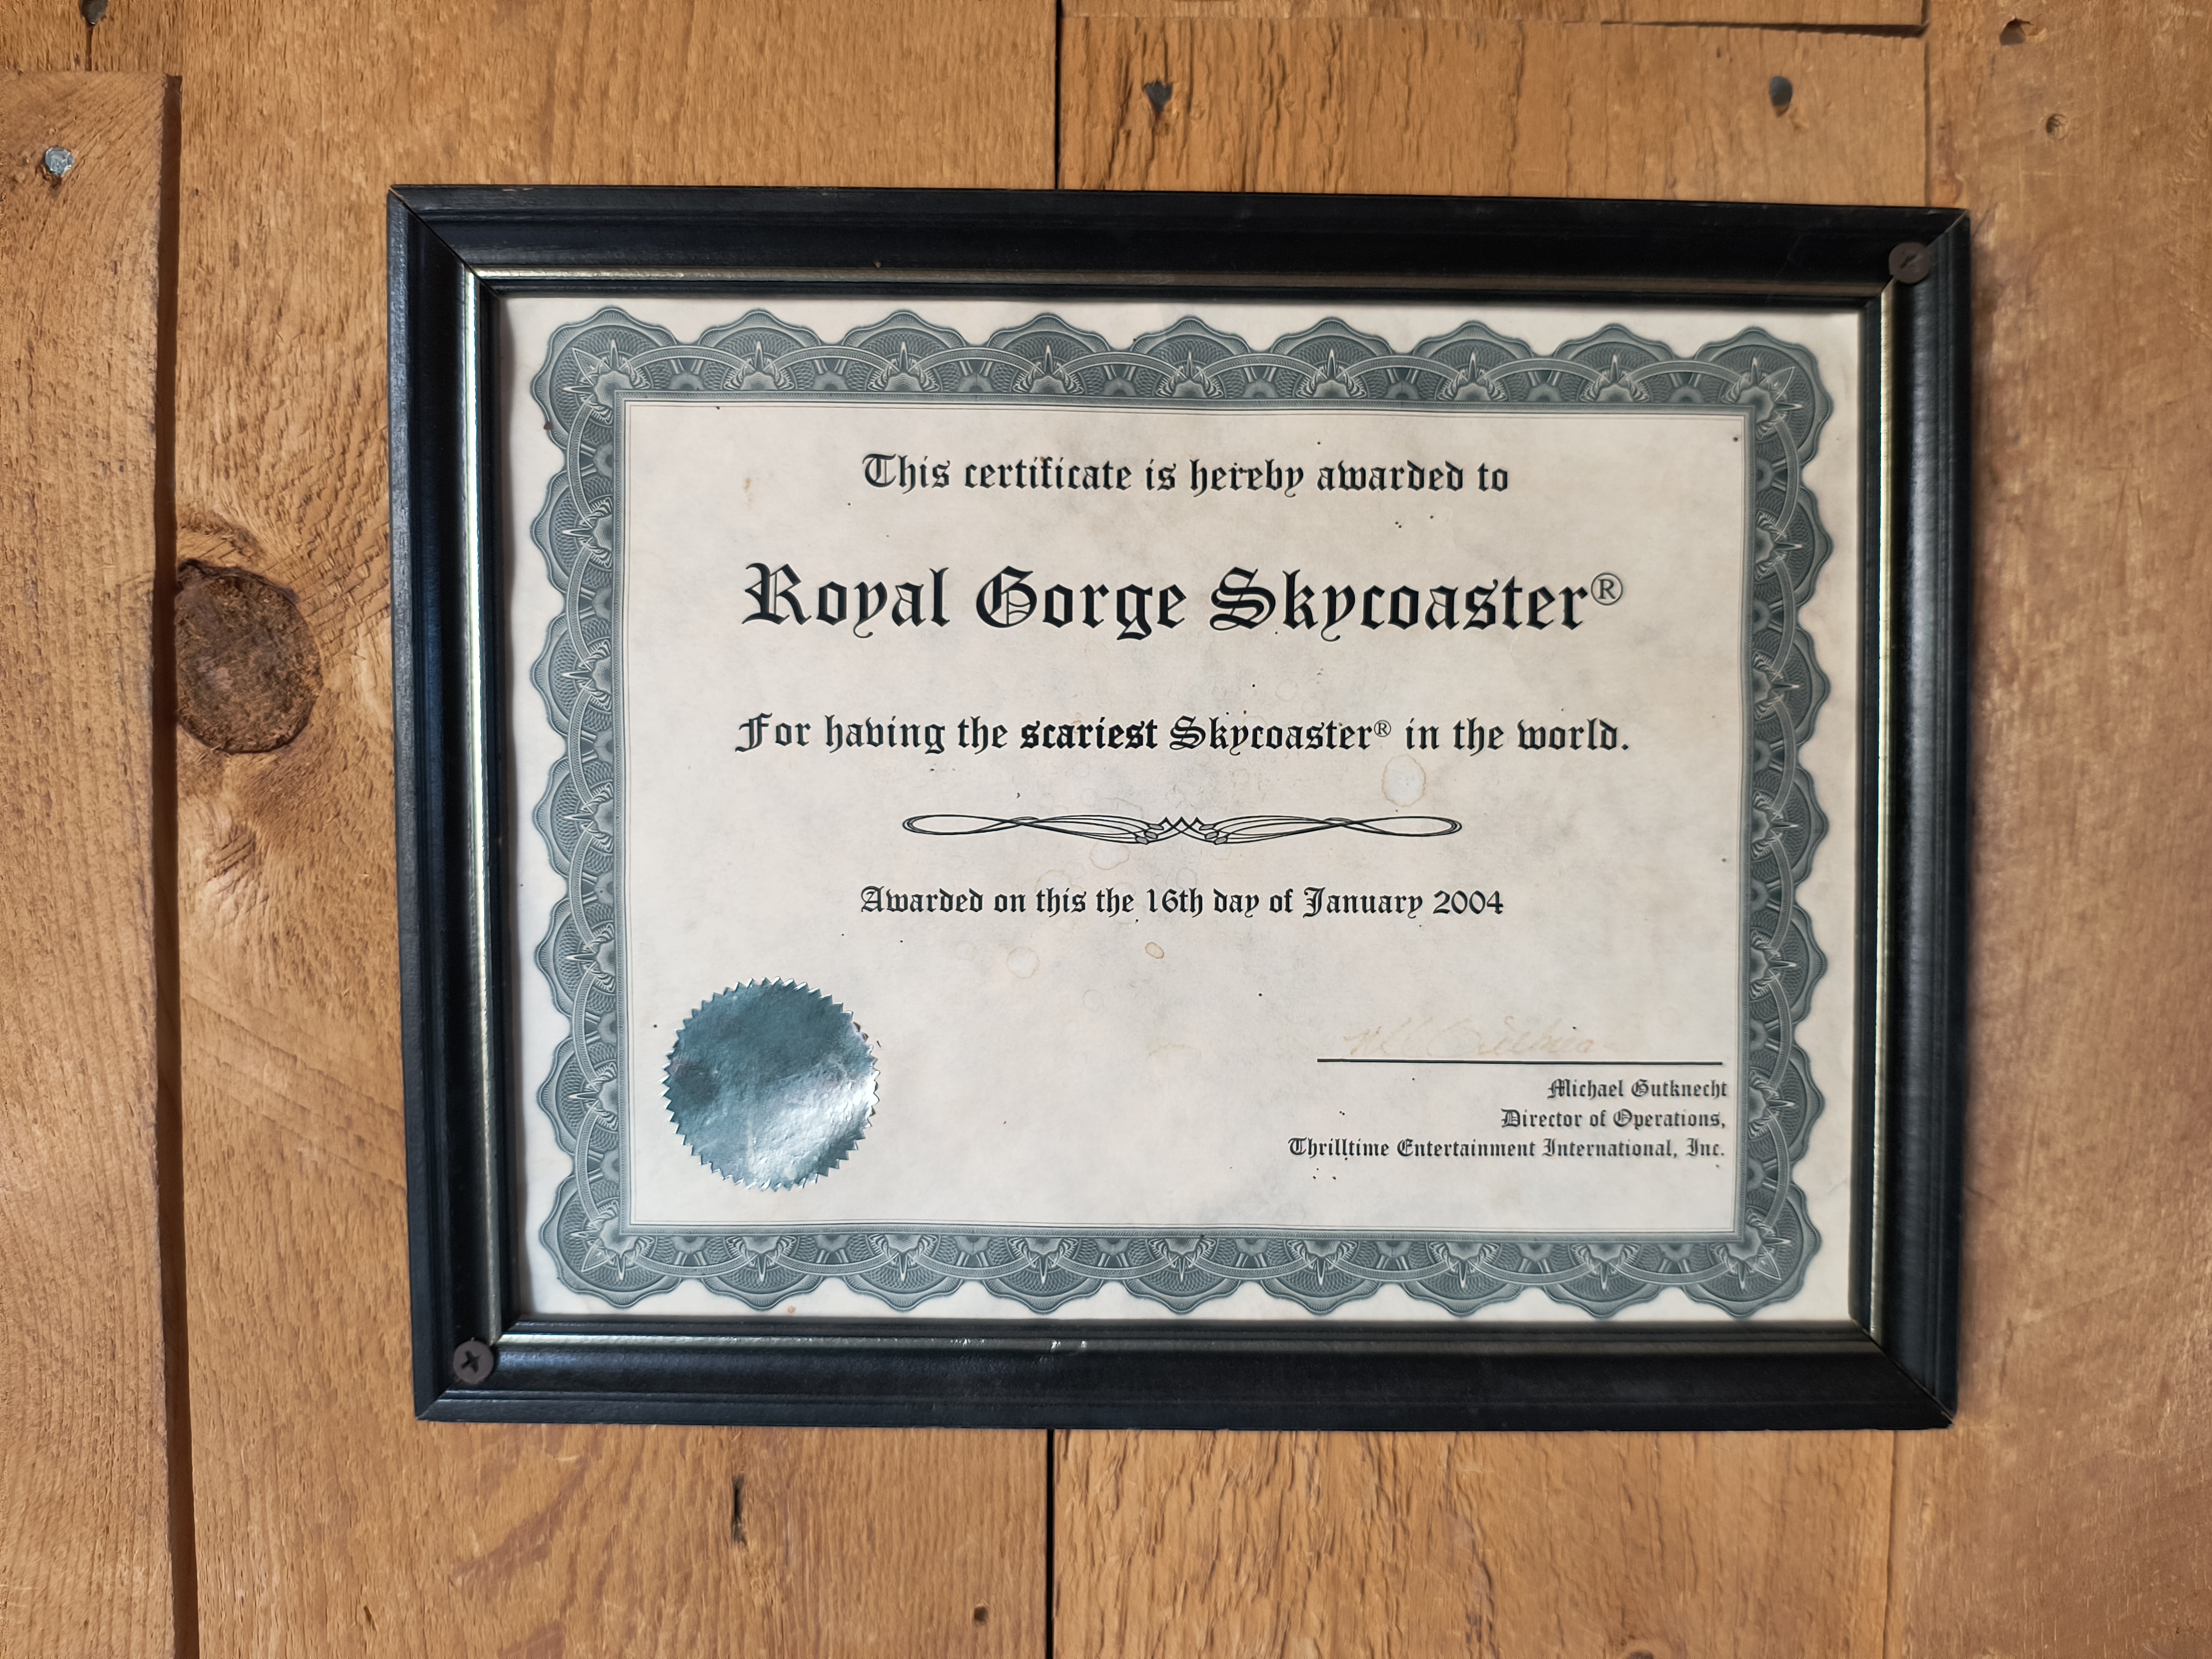 This certificate is hereby awarded to
Royal Gorge Skycoaster®
For having the scariest Skycoaster® in the world.
Awarded on this the 16th day of January 2004
Michael Gutknecht
Director of Operations,
Thrilltime Entertainment International, Inc.